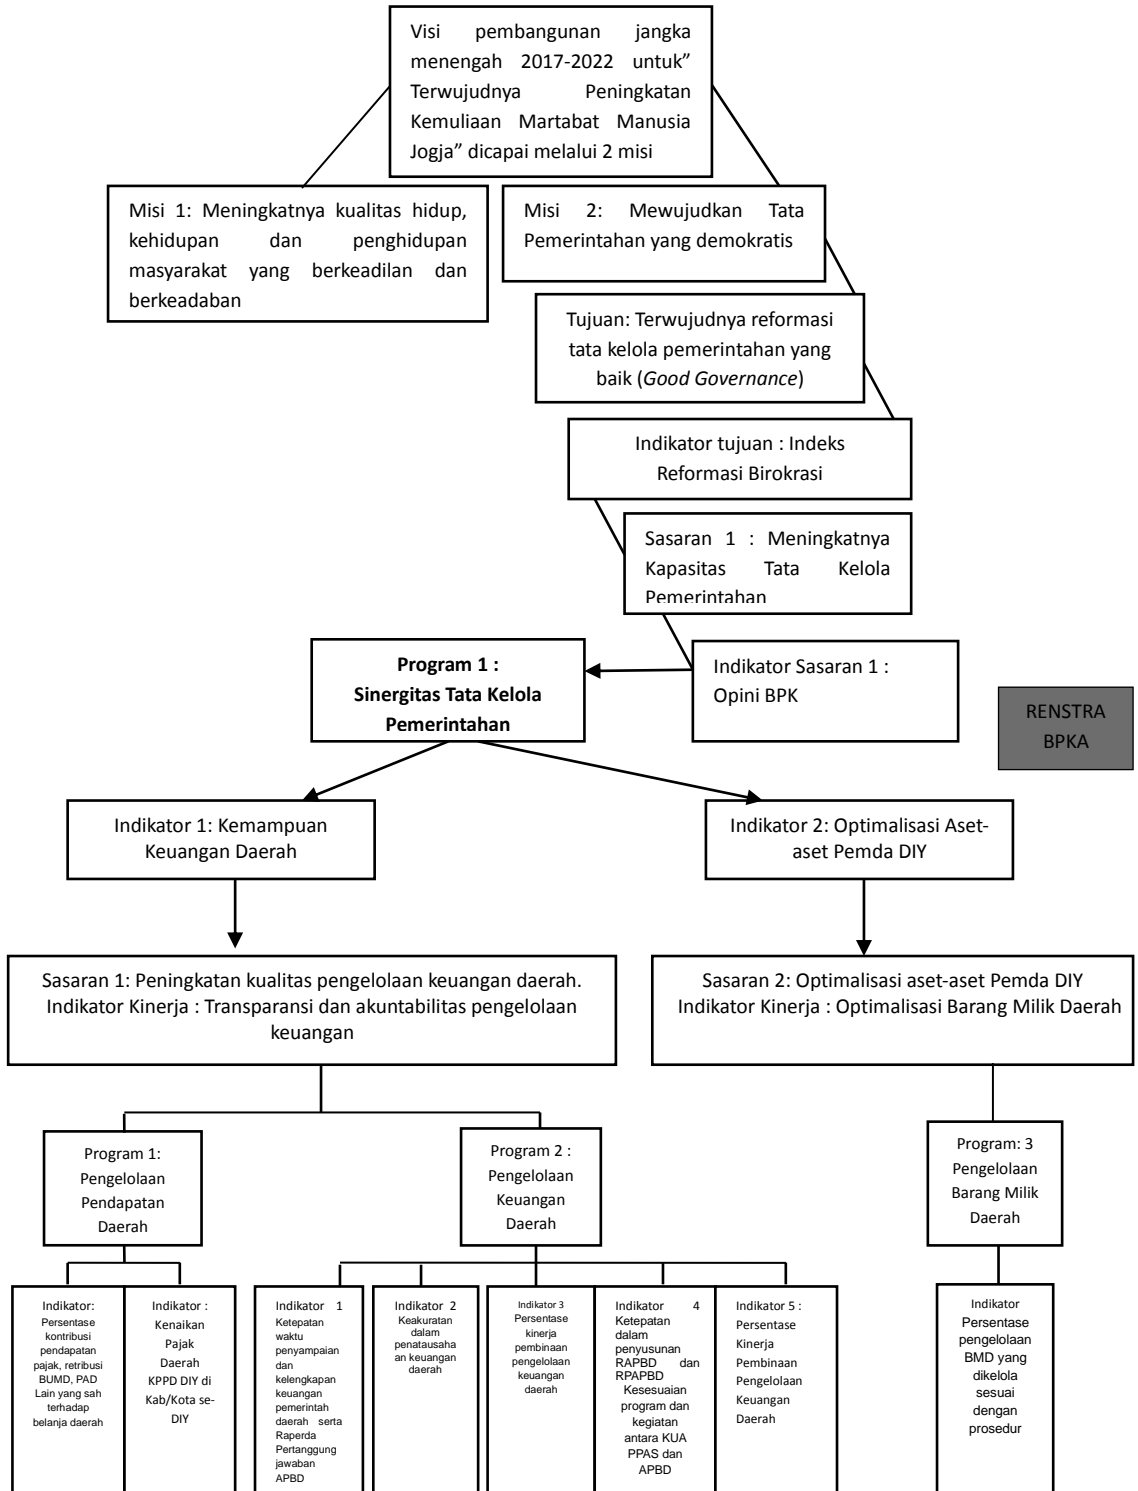 Visi pembangunan jangka
menengah 2017-2022 untuk”
Terwujudnya Peningkatan
Kemuliaan Martabat Manusia
Jogja” dicapai melalui 2 misi
Misi 1: Meningkatnya kualitas hidup,
kehidupan dan penghidupan
masyarakat yang berkeadilan dan
berkeadaban
Misi 2: Mewujudkan Tata
Pemerintahan yang demokratis
Tujuan: Terwujudnya reformasi
tata kelola pemerintahan yang
baik (Good Governance)
Indikator tujuan : Indeks
Reformasi Birokrasi
Sasaran 1 : Meningkatnya
Kapasitas Tata Kelola
Pemerintahan
Program 1 :
Sinergitas Tata Kelola
Pemerintahan
Indikator Sasaran 1 :
Opini BPK
RENSTRA
BPKA
Indikator 1: Kemampuan
Keuangan Daerah
Indikator 2: Optimalisasi Aset-
aset Pemda DIY
Sasaran 1: Peningkatan kualitas pengelolaan keuangan daerah.
Indikator Kinerja : Transparansi dan akuntabilitas pengelolaan
keuangan
Sasaran 2: Optimalisasi aset-aset Pemda DIY
Indikator Kinerja : Optimalisasi Barang Milik Daerah
Program 1:
Pengelolaan
Pendapatan
Daerah
Program 2 :
Pengelolaan
Keuangan
Daerah
Program: 3
Pengelolaan
Barang Milik
Daerah
Indikator:
Persentase
kontribusi
pendapatan
pajak, retribusi
BUMD, PAD
Lain yang sah
terhadap
belanja daerah
Indikator :
Kenaikan
Pajak
Daerah
KPPD DIY di
Kab/Kota se-
DIY
Indikator 1
Ketepatan
waktu
penyampaian
dan
kelengkapan
keuangan
pemerintah
daerah serta
Raperda
Pertanggung
jawaban
APBD
Indikator 2
Keakuratan
dalam
penatausaha
an keuangan
daerah
Indikator 3
Persentase
kinerja
pembinaan
pengelolaan
keuangan
daerah
Indikator 4
Ketepatan
dalam
penyusunan
RAPBD dan
RPAPBD
Kesesuaian
program dan
kegiatan
antara KUA
PPAS dan
APBD
Indikator 5 :
Persentase
Kinerja
Pembinaan
Pengelolaan
Keuangan
Daerah
Indikator
Persentase
pengelolaan
BMD yang
dikelola
sesuai
dengan
prosedur